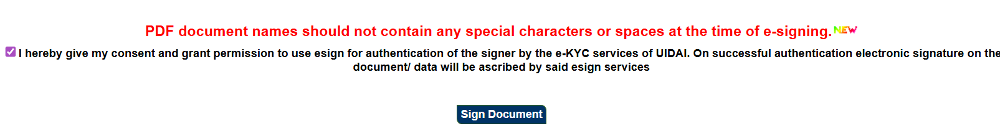 PDF document names should not contain any special characters or spaces at the time of e-signing. NEW
I hereby give my consent and grant permission to use esign for authentication of the signer by the e-KYC services of UIDAI. On successful authentication electronic signature on the
document/ data will be ascribed by said esign services
Sign Document